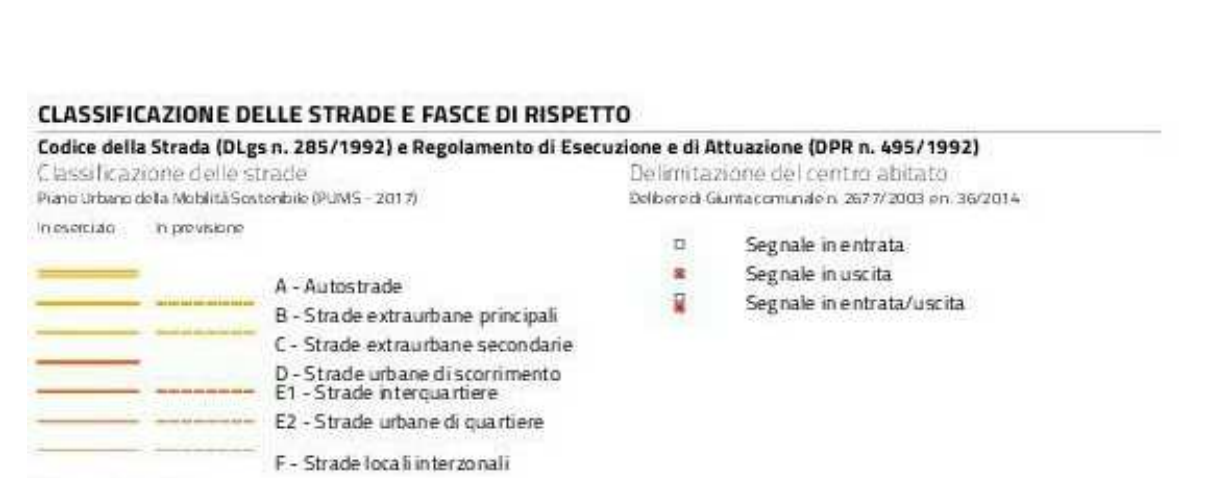 CLASSIFICAZIONE DELLE STRADE E FASCE DI RISPETTO
Codice della Strada (DLgs n. 285/1992) e Regolamento di Esecuzione e di Attuazione (DPR n. 495/1992)
Classificazione delle strade
Piano Urbano della Mobilità Sostenibile (PUMS - 2017)
In esercizio In previsione
A - Autostrade
B - Strade extraurbane principali
C - Strade extraurbane secondarie
D - Strade urbane di scorrimento
E1 - Strade interquartiere
E2 - Strade urbane di quartiere
F - Strade locali interzonali
Delimitazione del centro abitato
Delibere di Giunta comunale n. 2677/2003 e n. 36/2014
Segnale in entrata
Segnale in uscita
Segnale in entrata/uscita